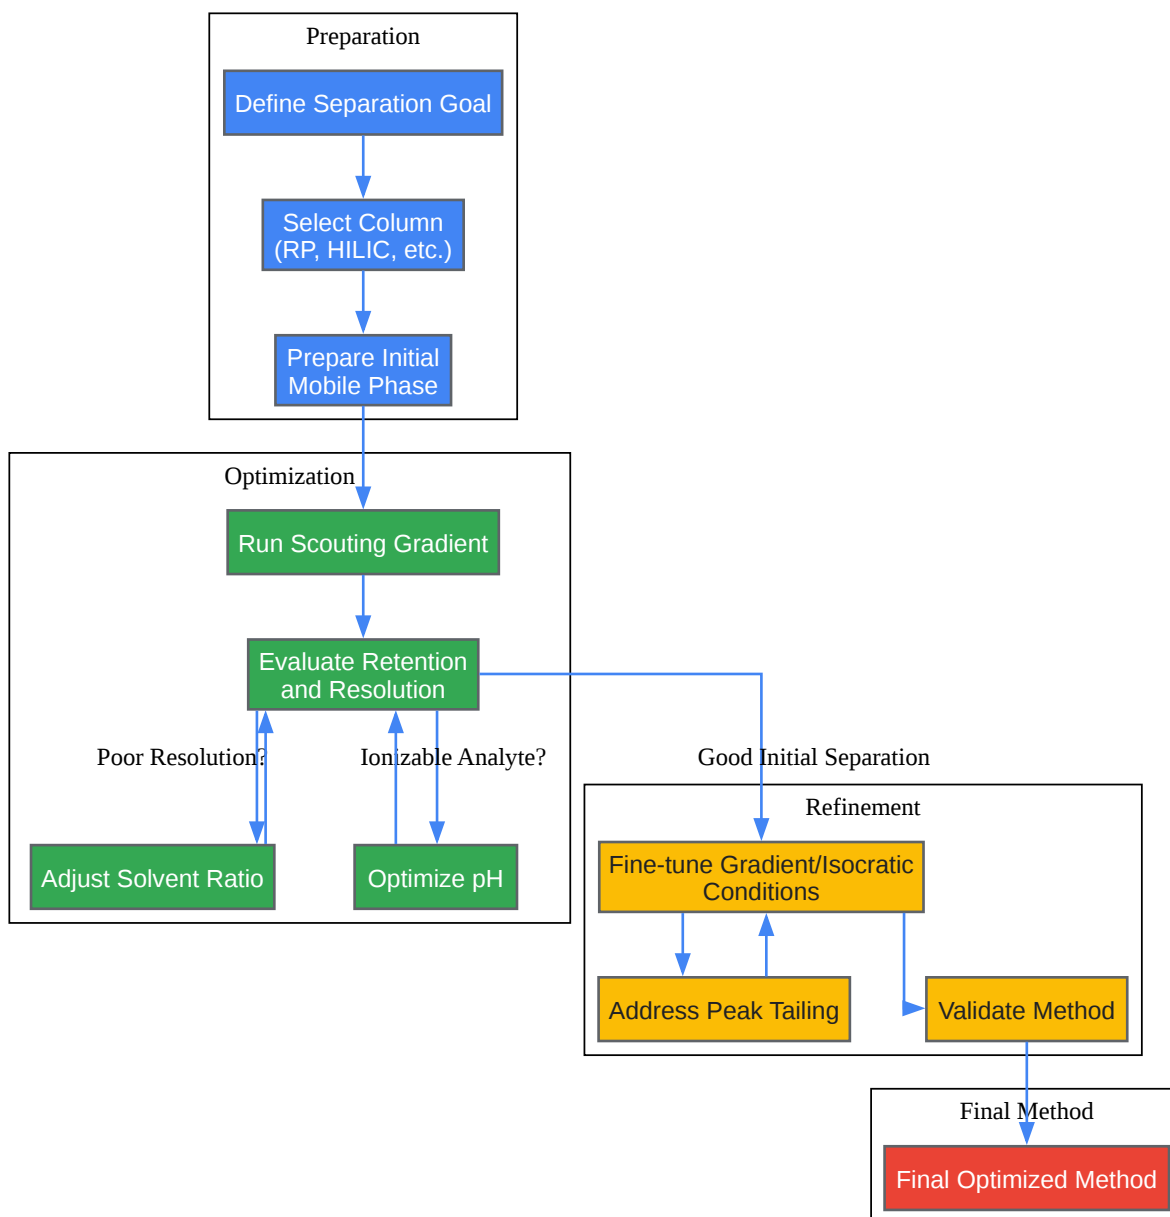 Preparation
Define Separation Goal
Select Column
(RP, HILIC, etc.)
Prepare Initial
Mobile Phase
Optimization
Run Scouting Gradient
Evaluate Retention
and Resolution
Poor Resolution?
Ionizable Analyte?
Good Initial Separation
Adjust Solvent Ratio
Optimize pH
Refinement
Fine-tune Gradient/Isocratic
Conditions
Address Peak Tailing
Validate Method
Final Method
Final Optimized Method